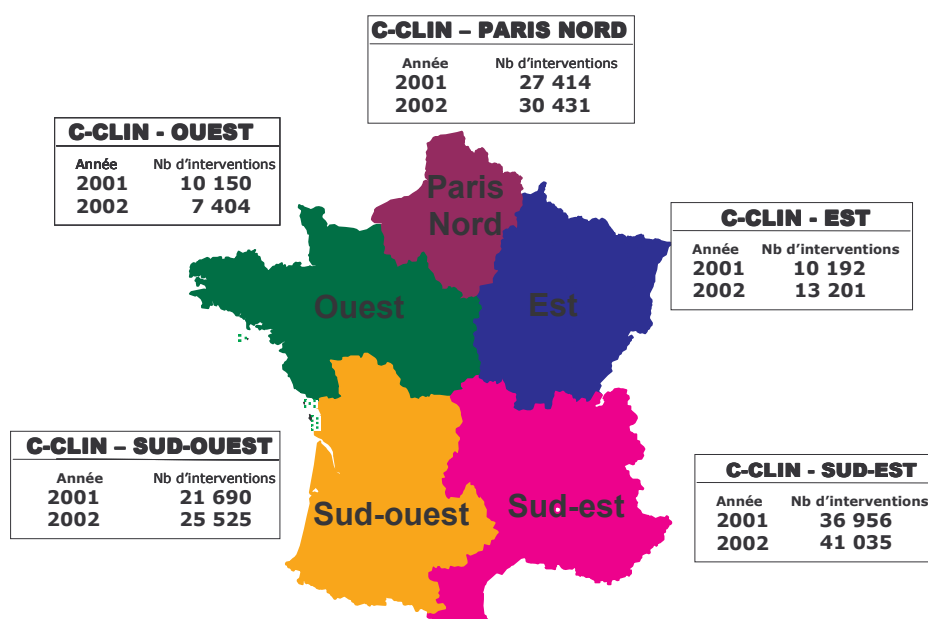 C-CLIN – PARIS NORD
Année Nb d'interventions
2001 27 414
2002 30 431
C-CLIN - OUEST
Année Nb d'interventions
2001 10 150
2002 7 404
Paris
Nord
C-CLIN - EST
Année Nb d'interventions
2001 10 192
2002 13 201
Ouest
Est
C-CLIN – SUD-OUEST
Année Nb d'interventions
2001 21 690
2002 25 525
Sud-ouest
Sud-est
C-CLIN - SUD-EST
Année Nb d'interventions
2001 36 956
2002 41 035